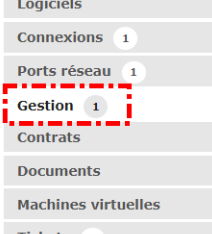 Logiciels
Connexions 1
Ports réseau 1
Gestion 1
Contrats
Documents
Machines virtuelles